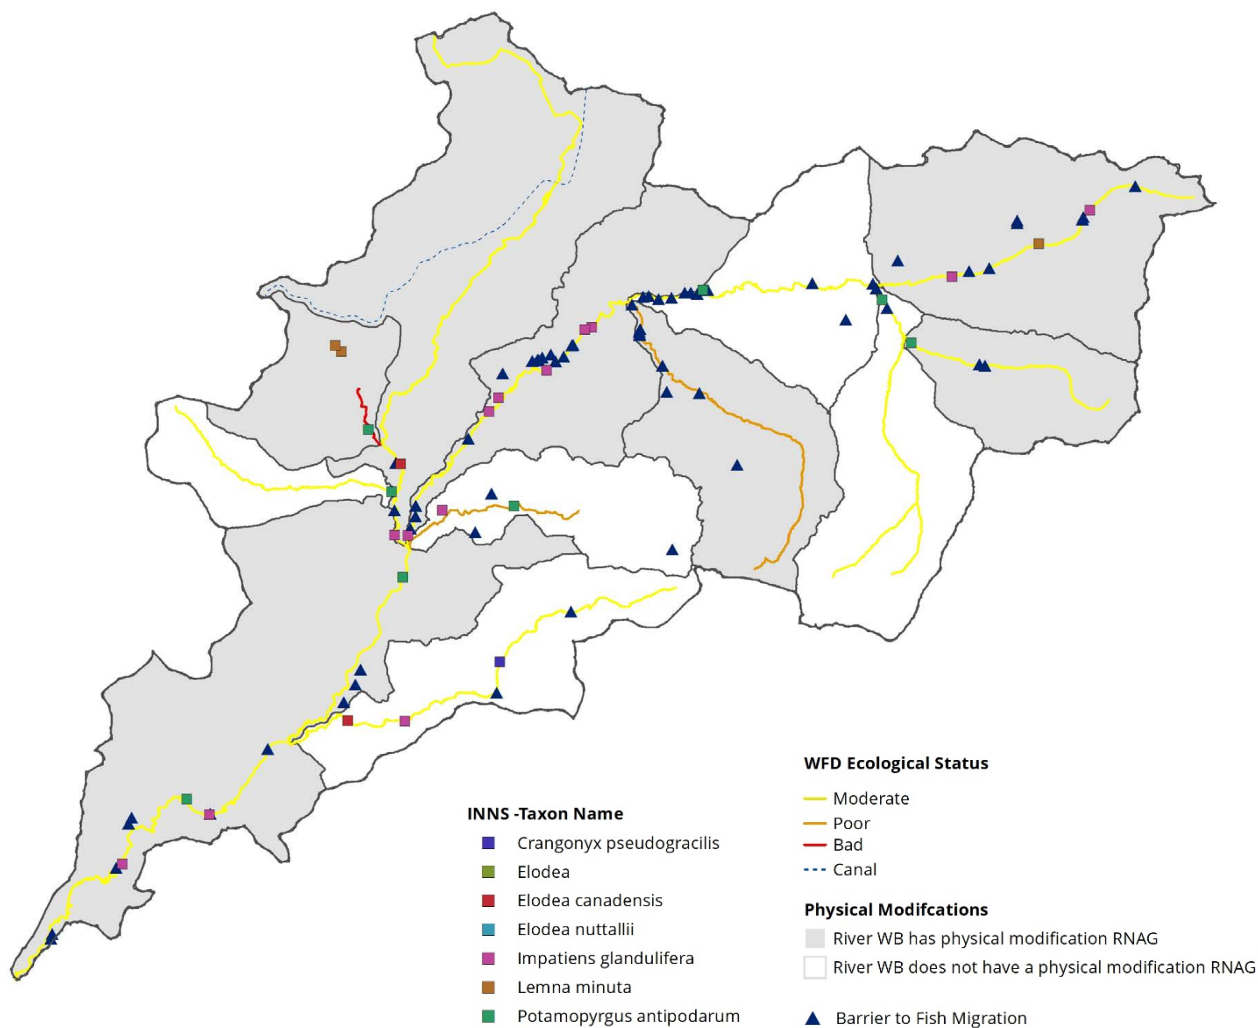 INNS -Taxon Name
Crangonyx pseudogracilis
Elodea
Elodea canadensis
Elodea nuttallii
Impatiens glandulifera
Lemna minuta
Potamopyrgus antipodarum
WFD Ecological Status
Moderate
Poor
Bad
Canal
Physical Modifcations
River WB has physical modification RNAG
River WB does not have a physical modification RNAG
Barrier to Fish Migration